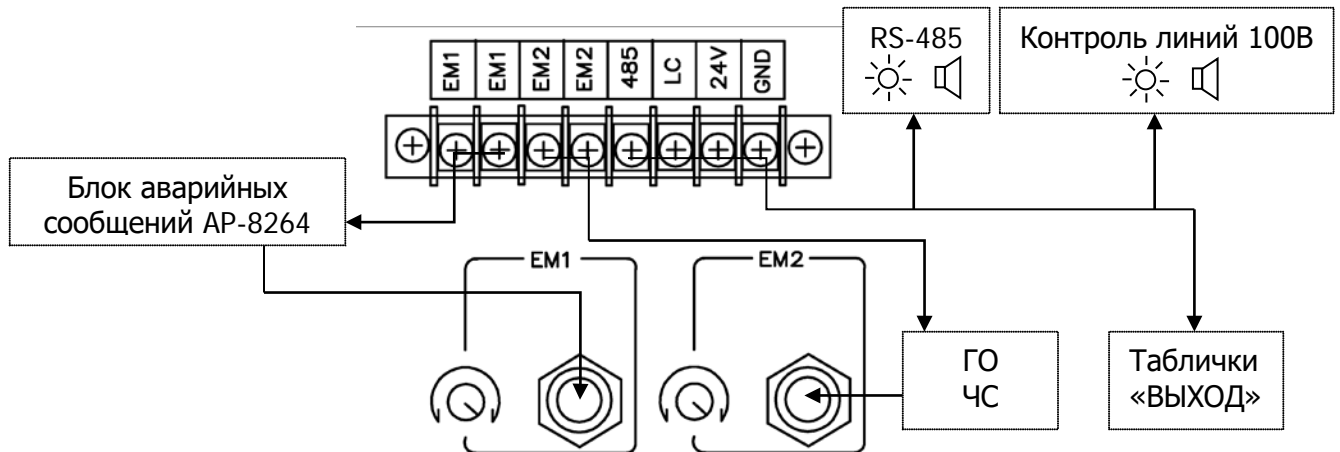 RS-485
Контроль линий 100В
EM1
EM1
EM2
EM2
485
LC
24V
GND
Блок аварийных
сообщений AP-8264
EM1
EM2
ГО
ЧС
Таблички
«ВЫХОД»